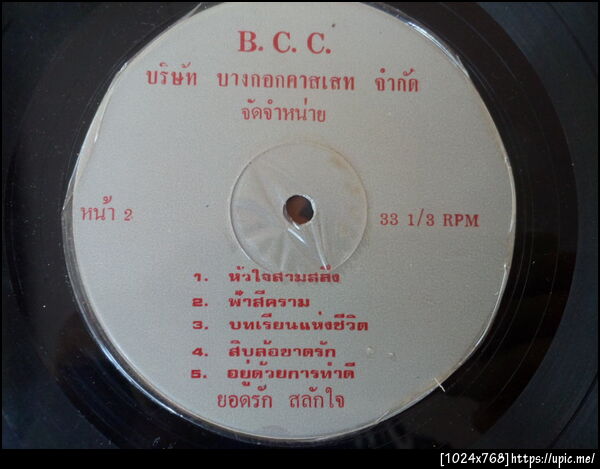 B. C. C.
บริษัท บางกอกคาสเสท จำกัด
จัดจำหน่าย
หน้า 2
33 1/3 RPM
1. หัวใจสามสลึง
2. ฟ้าสีคราม
3. บทเรียนแห่งชีวิต
4. สิบล้อขาดรัก
5. อยู่ด้วยการทำดี
ยอดรัก สลักใจ
[1024x768]https://upic.me/